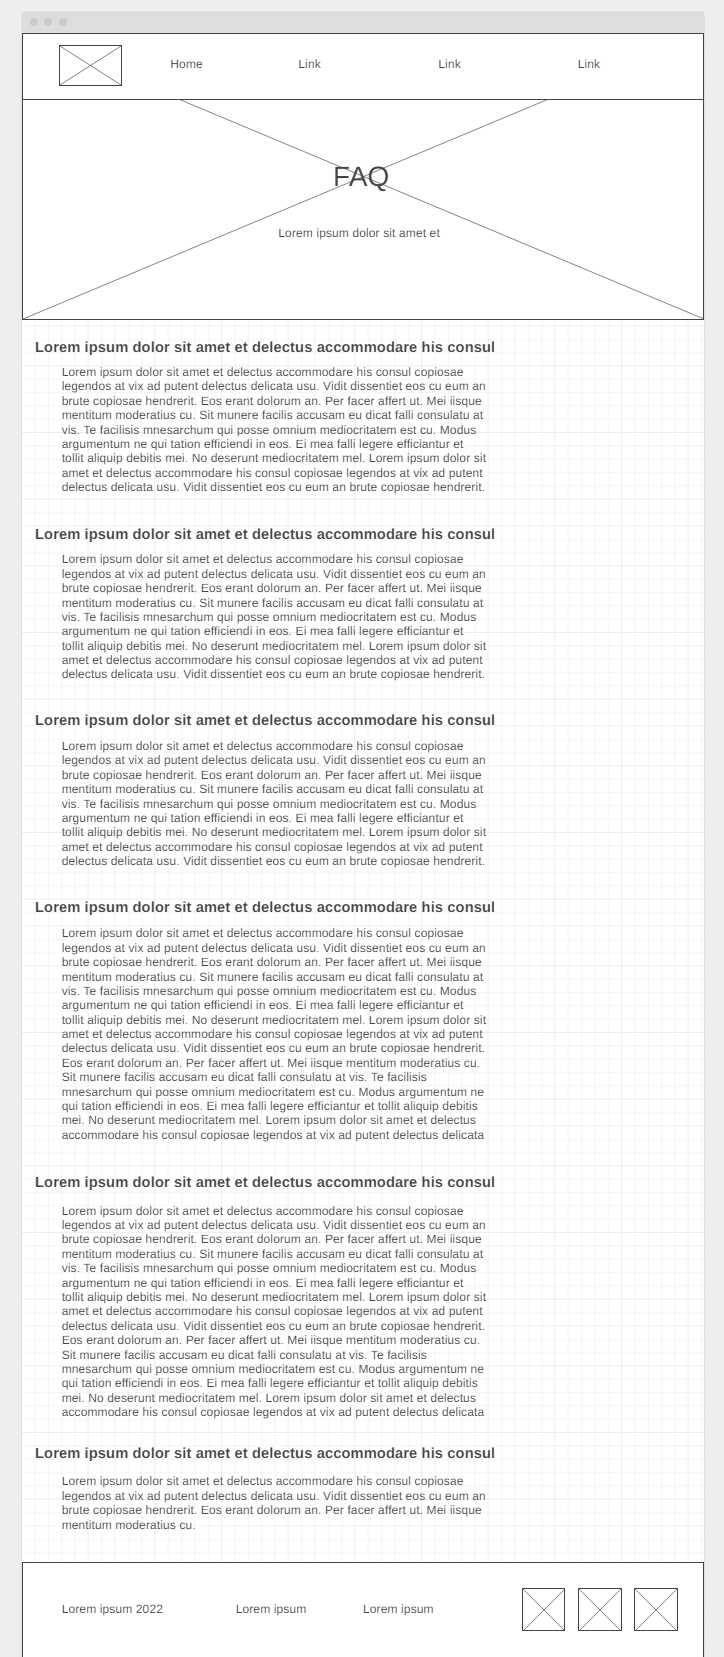 Home Link Link Link
FAQ
Lorem ipsum dolor sit amet et
Lorem ipsum dolor sit amet et delectus accommodare his consul
Lorem ipsum dolor sit amet et delectus accommodare his consul copiosae
legendos at vix ad putent delectus delicata usu. Vidit dissentiet eos cu eum an
brute copiosae hendrerit. Eos erant dolorum an. Per facer affert ut. Mei iisque
mentitum moderatius cu. Sit munere facilis accusam eu dicat falli consulatu at
vis. Te facilisis mnesarchum qui posse omnium mediocritatem est cu. Modus
argumentum ne qui tation efficiendi in eos. Ei mea falli legere efficiantur et
tollit aliquip debitis mei. No deserunt mediocritatem mel. Lorem ipsum dolor sit
amet et delectus accommodare his consul copiosae legendos at vix ad putent
delectus delicata usu. Vidit dissentiet eos cu eum an brute copiosae hendrerit.
Lorem ipsum dolor sit amet et delectus accommodare his consul
Lorem ipsum dolor sit amet et delectus accommodare his consul copiosae
legendos at vix ad putent delectus delicata usu. Vidit dissentiet eos cu eum an
brute copiosae hendrerit. Eos erant dolorum an. Per facer affert ut. Mei iisque
mentitum moderatius cu. Sit munere facilis accusam eu dicat falli consulatu at
vis. Te facilisis mnesarchum qui posse omnium mediocritatem est cu. Modus
argumentum ne qui tation efficiendi in eos. Ei mea falli legere efficiantur et
tollit aliquip debitis mei. No deserunt mediocritatem mel. Lorem ipsum dolor sit
amet et delectus accommodare his consul copiosae legendos at vix ad putent
delectus delicata usu. Vidit dissentiet eos cu eum an brute copiosae hendrerit.
Lorem ipsum dolor sit amet et delectus accommodare his consul
Lorem ipsum dolor sit amet et delectus accommodare his consul copiosae
legendos at vix ad putent delectus delicata usu. Vidit dissentiet eos cu eum an
brute copiosae hendrerit. Eos erant dolorum an. Per facer affert ut. Mei iisque
mentitum moderatius cu. Sit munere facilis accusam eu dicat falli consulatu at
vis. Te facilisis mnesarchum qui posse omnium mediocritatem est cu. Modus
argumentum ne qui tation efficiendi in eos. Ei mea falli legere efficiantur et
tollit aliquip debitis mei. No deserunt mediocritatem mel. Lorem ipsum dolor sit
amet et delectus accommodare his consul copiosae legendos at vix ad putent
delectus delicata usu. Vidit dissentiet eos cu eum an brute copiosae hendrerit.
Lorem ipsum dolor sit amet et delectus accommodare his consul
Lorem ipsum dolor sit amet et delectus accommodare his consul copiosae
legendos at vix ad putent delectus delicata usu. Vidit dissentiet eos cu eum an
brute copiosae hendrerit. Eos erant dolorum an. Per facer affert ut. Mei iisque
mentitum moderatius cu. Sit munere facilis accusam eu dicat falli consulatu at
vis. Te facilisis mnesarchum qui posse omnium mediocritatem est cu. Modus
argumentum ne qui tation efficiendi in eos. Ei mea falli legere efficiantur et
tollit aliquip debitis mei. No deserunt mediocritatem mel. Lorem ipsum dolor sit
amet et delectus accommodare his consul copiosae legendos at vix ad putent
delectus delicata usu. Vidit dissentiet eos cu eum an brute copiosae hendrerit.
Eos erant dolorum an. Per facer affert ut. Mei iisque mentitum moderatius cu.
Sit munere facilis accusam eu dicat falli consulatu at vis. Te facilisis
mnesarchum qui posse omnium mediocritatem est cu. Modus argumentum ne
qui tation efficiendi in eos. Ei mea falli legere efficiantur et tollit aliquip debitis
mei. No deserunt mediocritatem mel. Lorem ipsum dolor sit amet et delectus
accommodare his consul copiosae legendos at vix ad putent delectus delicata
Lorem ipsum dolor sit amet et delectus accommodare his consul
Lorem ipsum dolor sit amet et delectus accommodare his consul copiosae
legendos at vix ad putent delectus delicata usu. Vidit dissentiet eos cu eum an
brute copiosae hendrerit. Eos erant dolorum an. Per facer affert ut. Mei iisque
mentitum moderatius cu. Sit munere facilis accusam eu dicat falli consulatu at
vis. Te facilisis mnesarchum qui posse omnium mediocritatem est cu. Modus
argumentum ne qui tation efficiendi in eos. Ei mea falli legere efficiantur et
tollit aliquip debitis mei. No deserunt mediocritatem mel. Lorem ipsum dolor sit
amet et delectus accommodare his consul copiosae legendos at vix ad putent
delectus delicata usu. Vidit dissentiet eos cu eum an brute copiosae hendrerit.
Eos erant dolorum an. Per facer affert ut. Mei iisque mentitum moderatius cu.
Sit munere facilis accusam eu dicat falli consulatu at vis. Te facilisis
mnesarchum qui posse omnium mediocritatem est cu. Modus argumentum ne
qui tation efficiendi in eos. Ei mea falli legere efficiantur et tollit aliquip debitis
mei. No deserunt mediocritatem mel. Lorem ipsum dolor sit amet et delectus
accommodare his consul copiosae legendos at vix ad putent delectus delicata
Lorem ipsum dolor sit amet et delectus accommodare his consul
Lorem ipsum dolor sit amet et delectus accommodare his consul copiosae
legendos at vix ad putent delectus delicata usu. Vidit dissentiet eos cu eum an
brute copiosae hendrerit. Eos erant dolorum an. Per facer affert ut. Mei iisque
mentitum moderatius cu.
Lorem ipsum 2022 Lorem ipsum Lorem ipsum